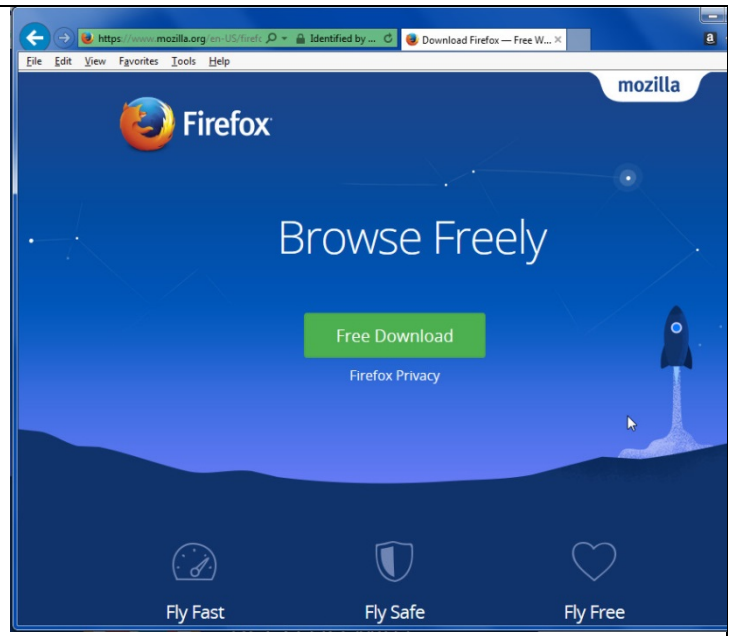 https://www.mozilla.org/en-US/firefc
Identified by ...
Download Firefox — Free W...
a
File Edit View Favorites Tools Help
mozilla
Firefox
Browse Freely
Free Download
Firefox Privacy
Fly Fast
Fly Safe
Fly Free